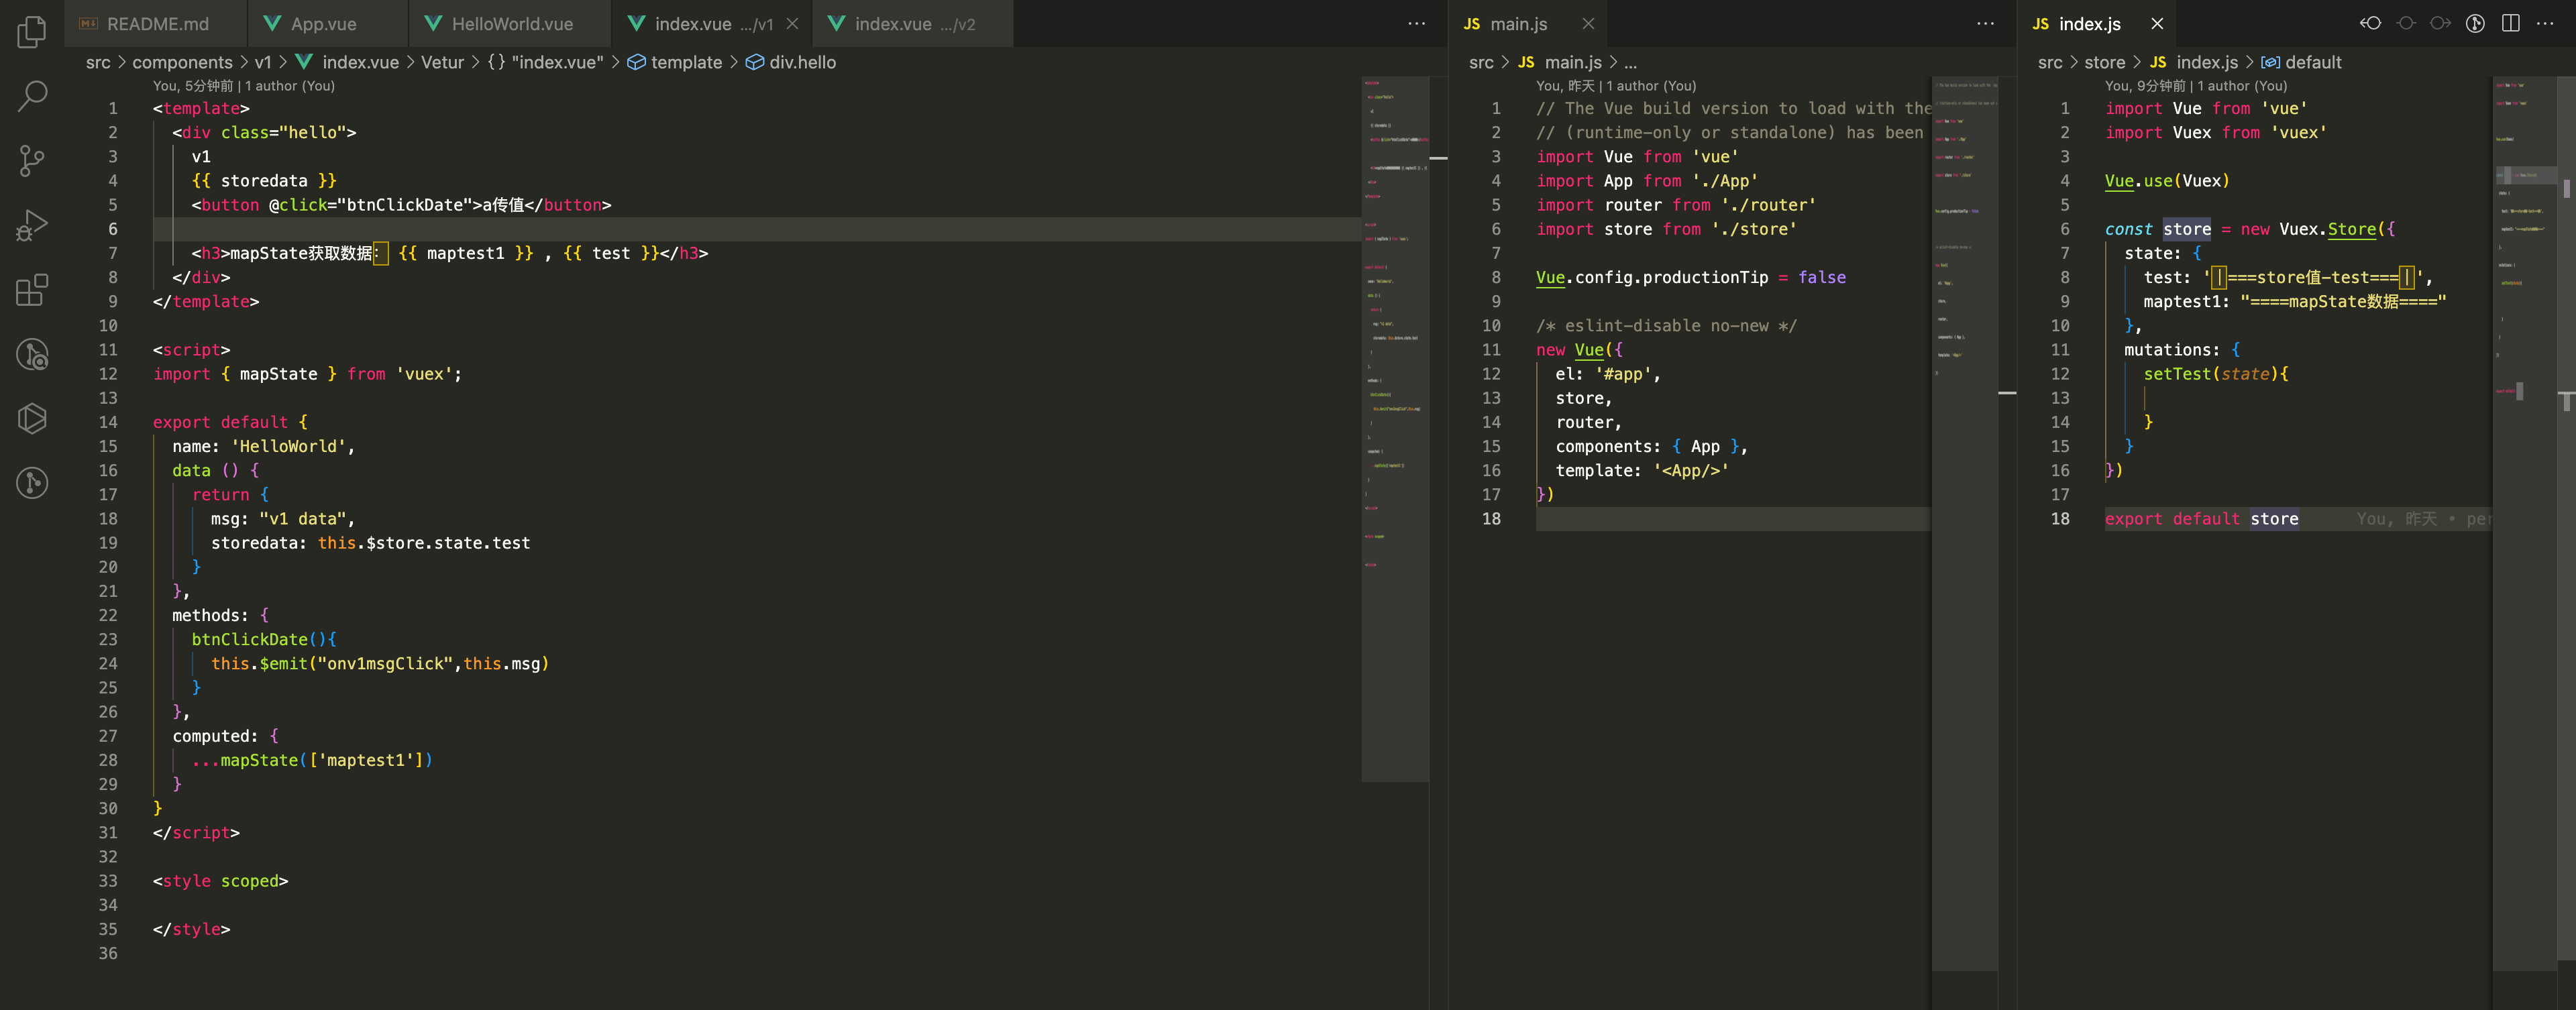 README.md
App.vue
HelloWorld.vue
index.vue .../v1
index.vue .../v2
src > components > v1 > index.vue > Vetur > {} "index.vue" > template > div.hello
You, 5分钟前 | 1 author (You)
1 <template>
2 <div class="hello">
3 v1
4 {{ storedata }}
5 <button @click="btnClickDate">a传值</button>
6
7 <h3>mapState获取数据： {{ maptest1 }} , {{ test }}</h3>
8 </div>
9 </template>
10
11 <script>
12 import { mapState } from 'vuex';
13
14 export default {
15 name: 'HelloWorld',
16 data () {
17 return {
18 msg: "v1 data",
19 storedata: this.$store.state.test
20 }
21 },
22 methods: {
23 btnClickDate(){
24 this.$emit("onv1msgClick",this.msg)
25 }
26 },
27 computed: {
28 ...mapState(['maptest1'])
29 }
30 }
31 </script>
32
33 <style scoped>
34
35 </style>
36
JS main.js
src > JS main.js > ...
You, 昨天 | 1 author (You)
1 // The Vue build version to load with the
2 // (runtime-only or standalone) has been
3 import Vue from 'vue'
4 import App from './App'
5 import router from './router'
6 import store from './store'
7
8 Vue.config.productionTip = false
9
10 /* eslint-disable no-new */
11 new Vue({
12 el: '#app',
13 store,
14 router,
15 components: { App },
16 template: '<App/>'
17 })
18
JS index.js
src > store > JS index.js > default
You, 9分钟前 | 1 author (You)
1 import Vue from 'vue'
2 import Vuex from 'vuex'
3
4 Vue.use(Vuex)
5
6 const store = new Vuex.Store({
7 state: {
8 test: '｜===store值-test===｜',
9 maptest1: "====mapState数据===="
10 },
11 mutations: {
12 setTest(state){
13
14 }
15 }
16 })
17
18 export default store You, 昨天 • per